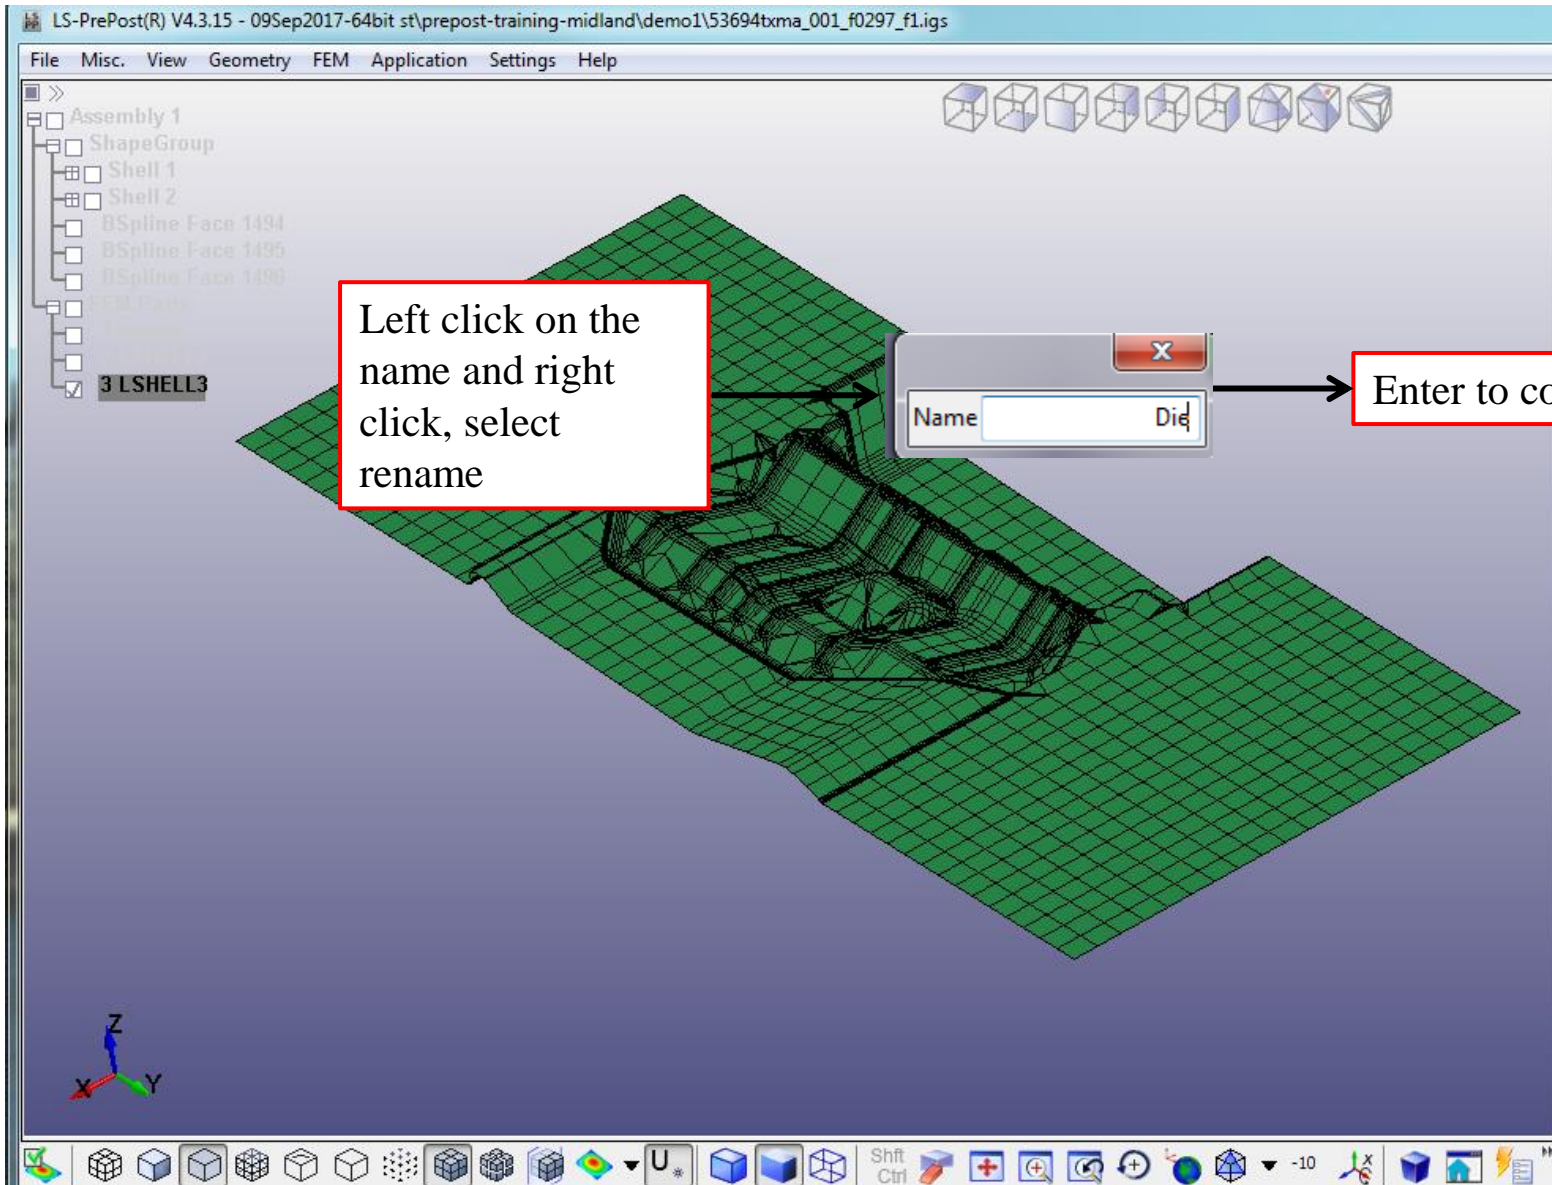 LS-PrePost(R) V4.3.15 - 09Sep2017-64bit st\prepost-training-midland\demo1\53694txma_001_f0297_f1.igs
File Misc. View Geometry FEM Application Settings Help
Assembly 1
ShapeGroup
Shell 1
Shell 2
BSpline Face 1494
BSpline Face 1495
BSpline Face 1496
FEM Parts
3 LSHELL3
Left click on the
name and right
click, select
rename
Name Die
Enter to co
Z
X Y
U*
Shft
Ctrl
-10